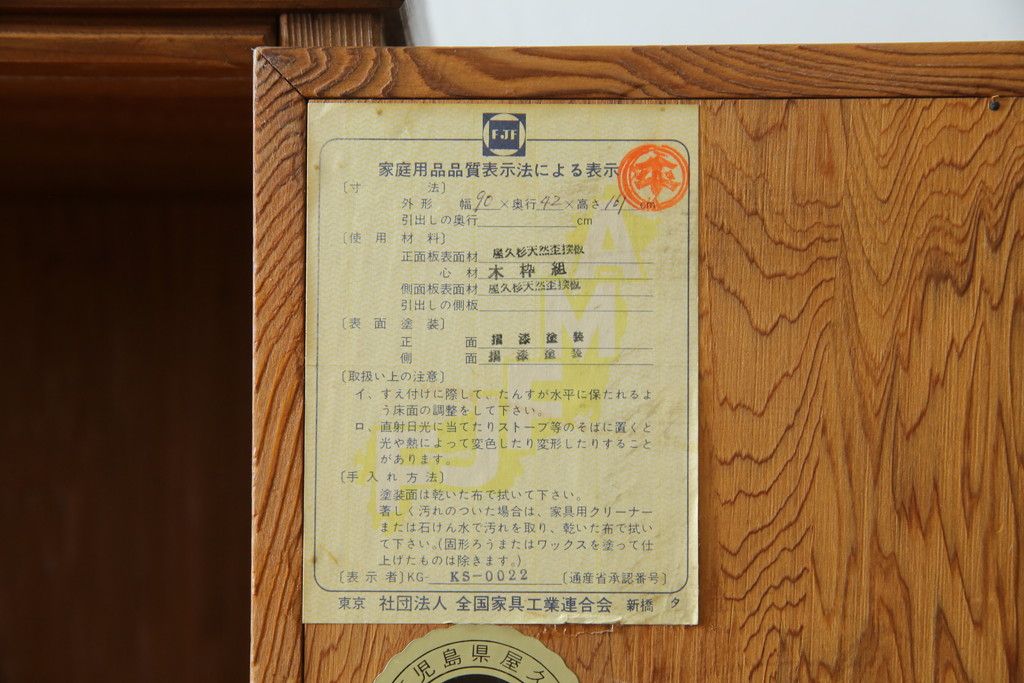 FJF
家庭用品品質表示法による表示
本
〔寸 法〕
外形 幅90×奥行42×高さ161cm
引出しの奥行 cm
〔使用材料〕
正面板表面材 屋久杉天然歪挽板
心材 木枠組
側面板表面材 屋久杉天然歪挽板
引出しの側板
〔表面塗装〕
正面 摺漆塗装
側面 摺漆塗装
〔取扱い上の注意〕
イ、すえ付けに際して、たんすが水平に保たれるよ
う床面の調整をして下さい。
ロ、直射日光に当てたりストーブ等のそばに置くと
光や熱によって変色したり変形したりすること
があります。
〔手入れ方法〕
塗装面は乾いた布で拭いて下さい。
著しく汚れのついた場合は、家具用クリーナー
または石けん水で汚れを取り、乾いた布で拭い
て下さい。(固形ろうまたはワックスを塗って仕
上げたものは除きます。)
〔表示者〕KG- KS-0022 〔通産省承認番号〕
東京 社団法人 全国家具工業連合会 新橋 タ
児島県屋久